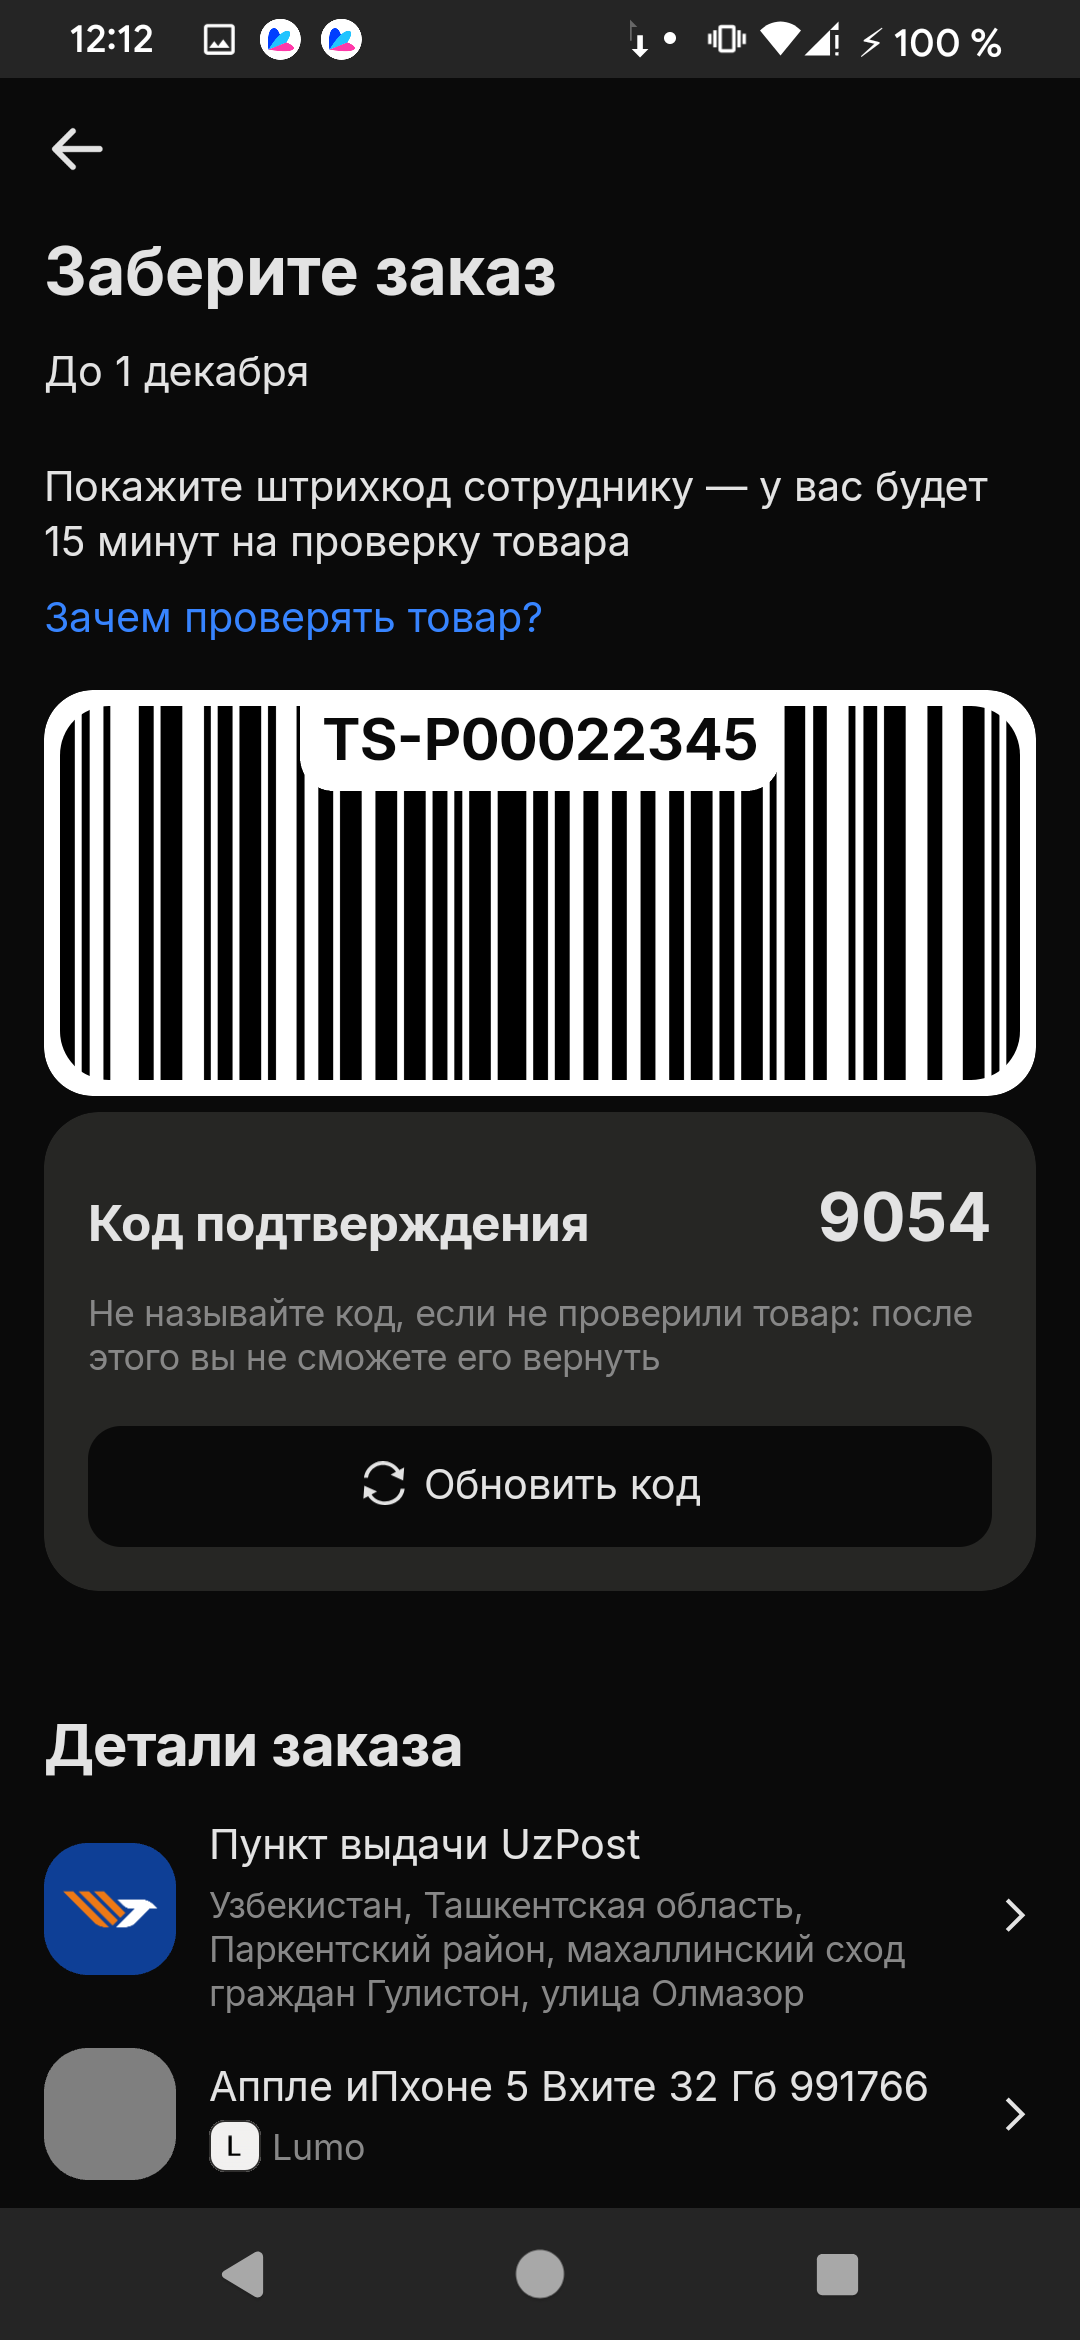 12:12
100 %
Заберите заказ
До 1 декабря
Покажите штрихкод сотруднику — у вас будет
15 минут на проверку товара
Зачем проверять товар?
TS-P00022345
Код подтверждения
9054
Не называйте код, если не проверили товар: после
этого вы не сможете его вернуть
Обновить код
Детали заказа
Пункт выдачи UzPost
Узбекистан, Ташкентская область,
Паркентский район, махаллинский сход
граждан Гулистон, улица Олмазор
Аппле иПхоне 5 Вхите 32 Гб 991766
L Lumo